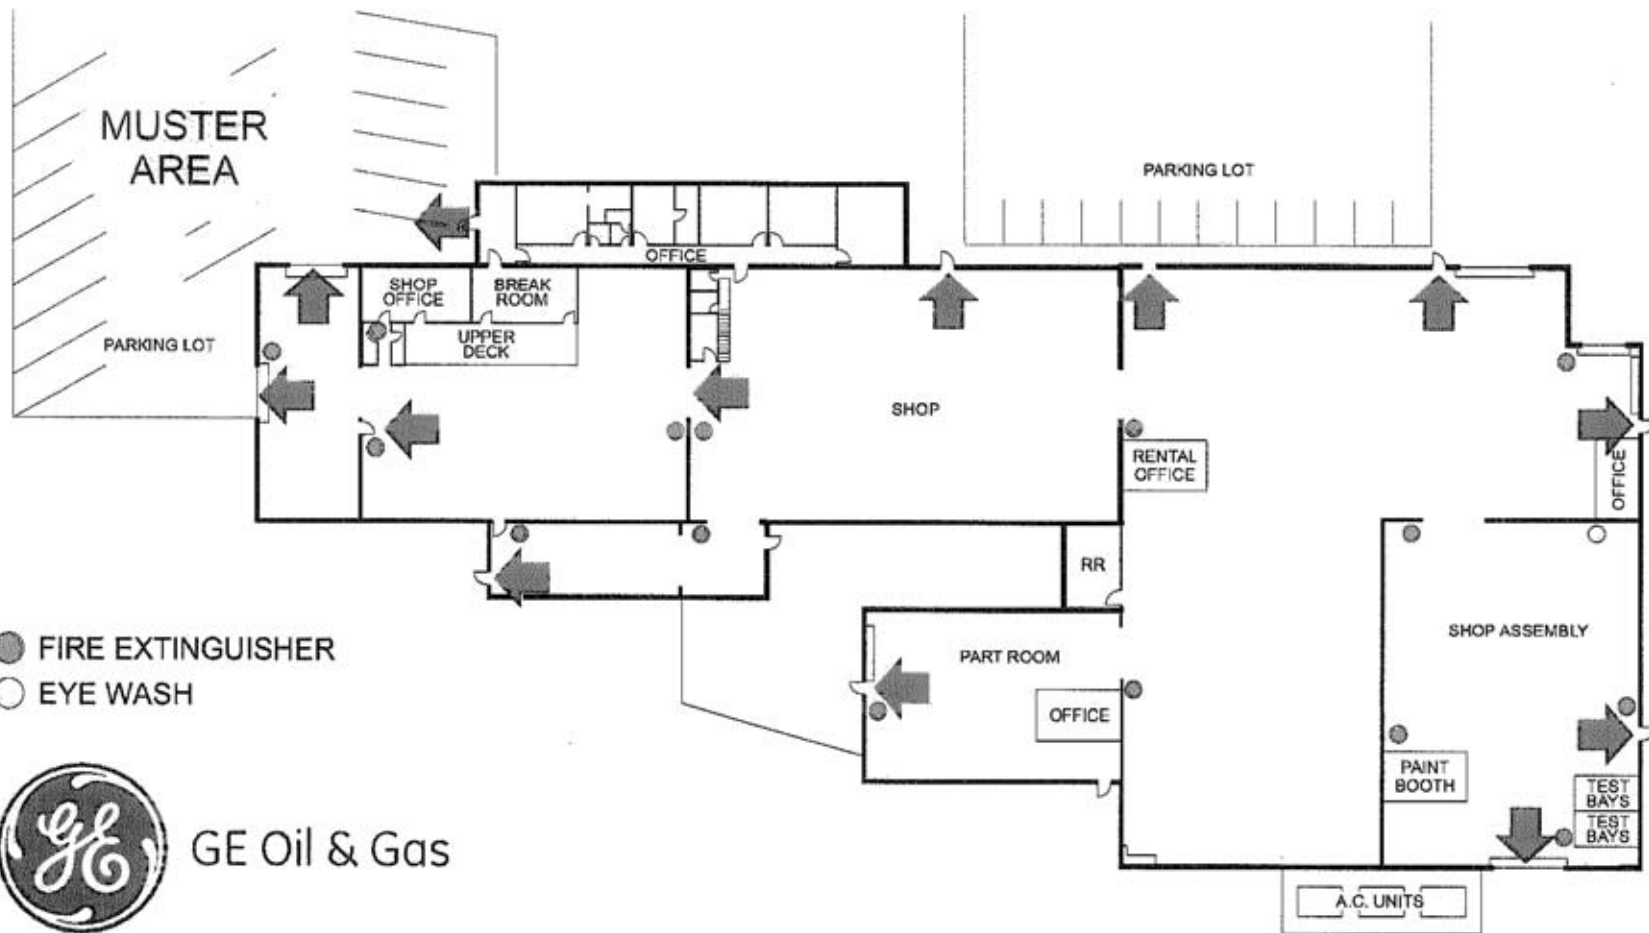 MUSTER
AREA
PARKING LOT
OFFICE
SHOP
OFFICE
BREAK
ROOM
UPPER
DECK
PARKING LOT
SHOP
RENTAL
OFFICE
OFFICE
RR
SHOP ASSEMBLY
PART ROOM
OFFICE
PAINT
BOOTH
TEST
BAYS
TEST
BAYS
A.C. UNITS
FIRE EXTINGUISHER
EYE WASH
GE
GE Oil & Gas